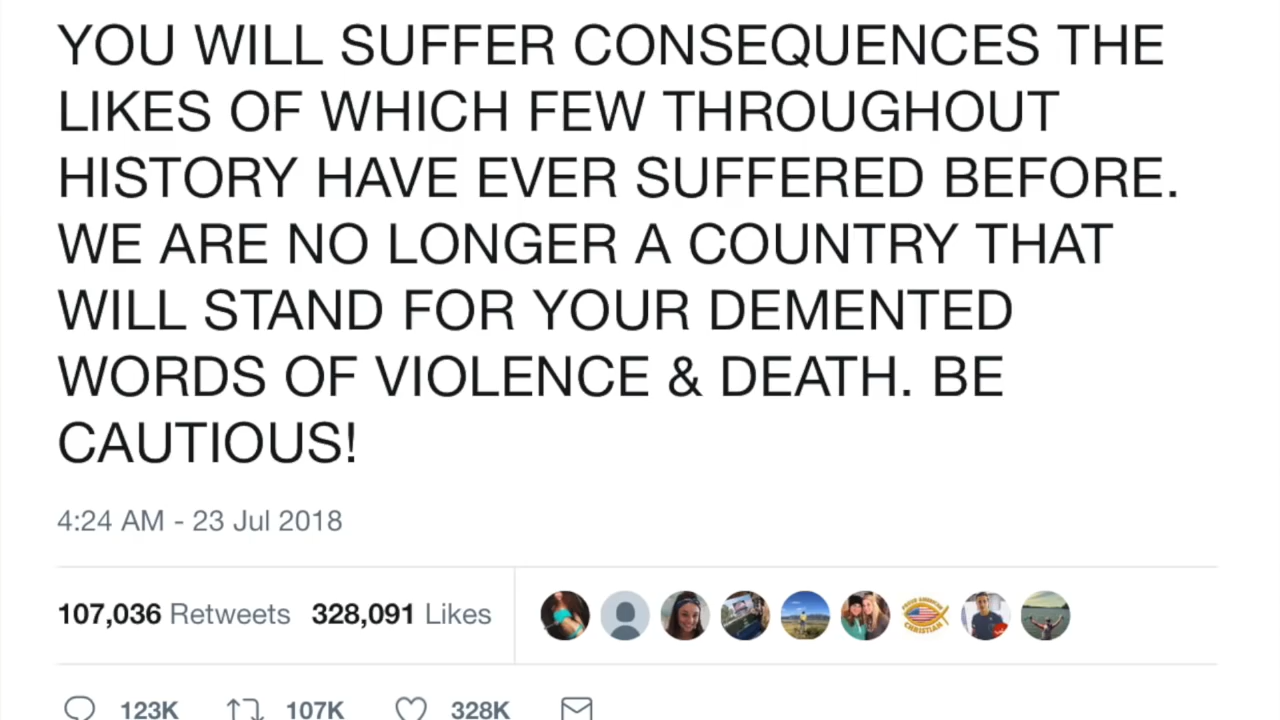 YOU WILL SUFFER CONSEQUENCES THE
LIKES OF WHICH FEW THROUGHOUT
HISTORY HAVE EVER SUFFERED BEFORE.
WE ARE NO LONGER A COUNTRY THAT
WILL STAND FOR YOUR DEMENTED
WORDS OF VIOLENCE & DEATH. BE
CAUTIOUS!
4:24 AM - 23 Jul 2018
107,036 Retweets 328,091 Likes
CHRISTIAN
123K 107K 328K